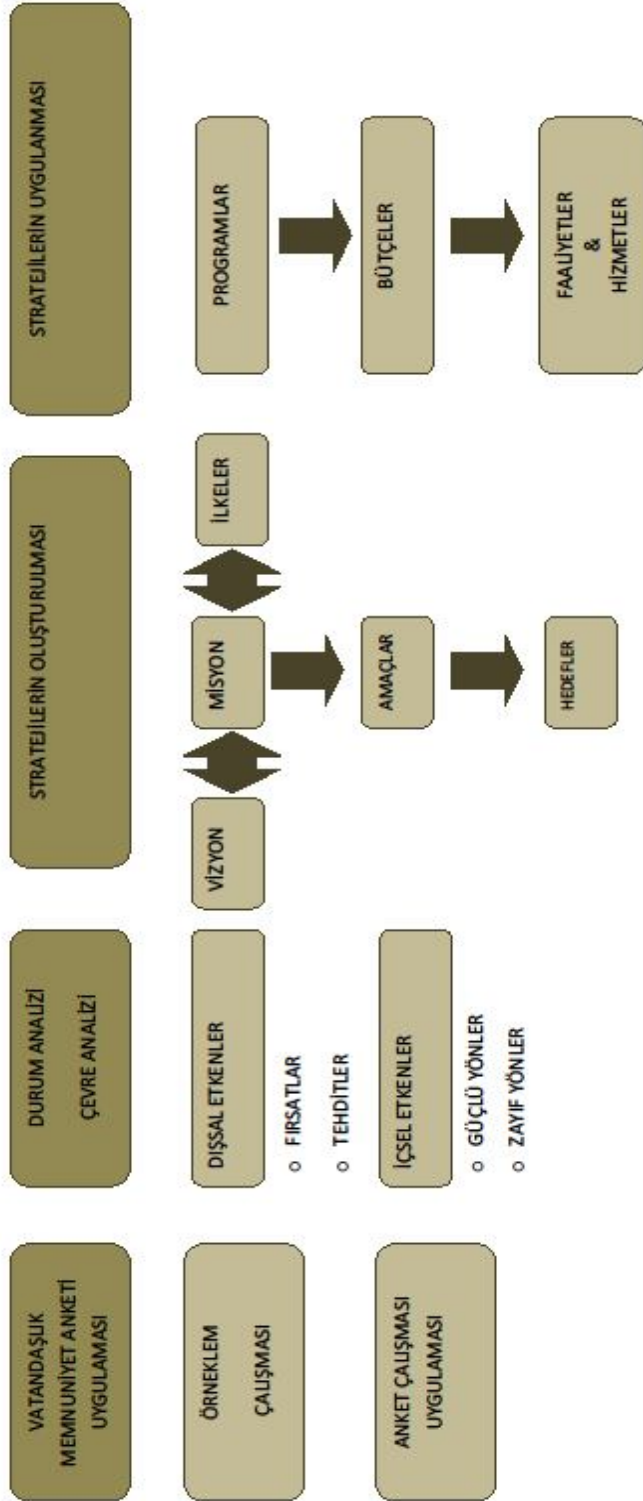 VATANDAŞLIK
MEMNUNİYET ANKETİ
UYGULAMASI
ÖRNEKLEM
ÇALIŞMASI
ANKET ÇALIŞMASI
UYGULAMASI
DURUM ANALİZİ
ÇEVRE ANALİZİ
DIŞSAL ETKENLER
○ FIRSATLAR
○ TEHDİTLER
İÇSEL ETKENLER
○ GÜÇLÜ YÖNLER
○ ZAYIF YÖNLER
STRATEJİLERİN OLUŞTURULMASI
VİZYON
MİSYON
İLKELER
AMAÇLAR
HEDEFLER
STRATEJİLERİN UYGULANMASI
PROGRAMLAR
BÜTÇELER
FAALİYETLER
&
HİZMETLER